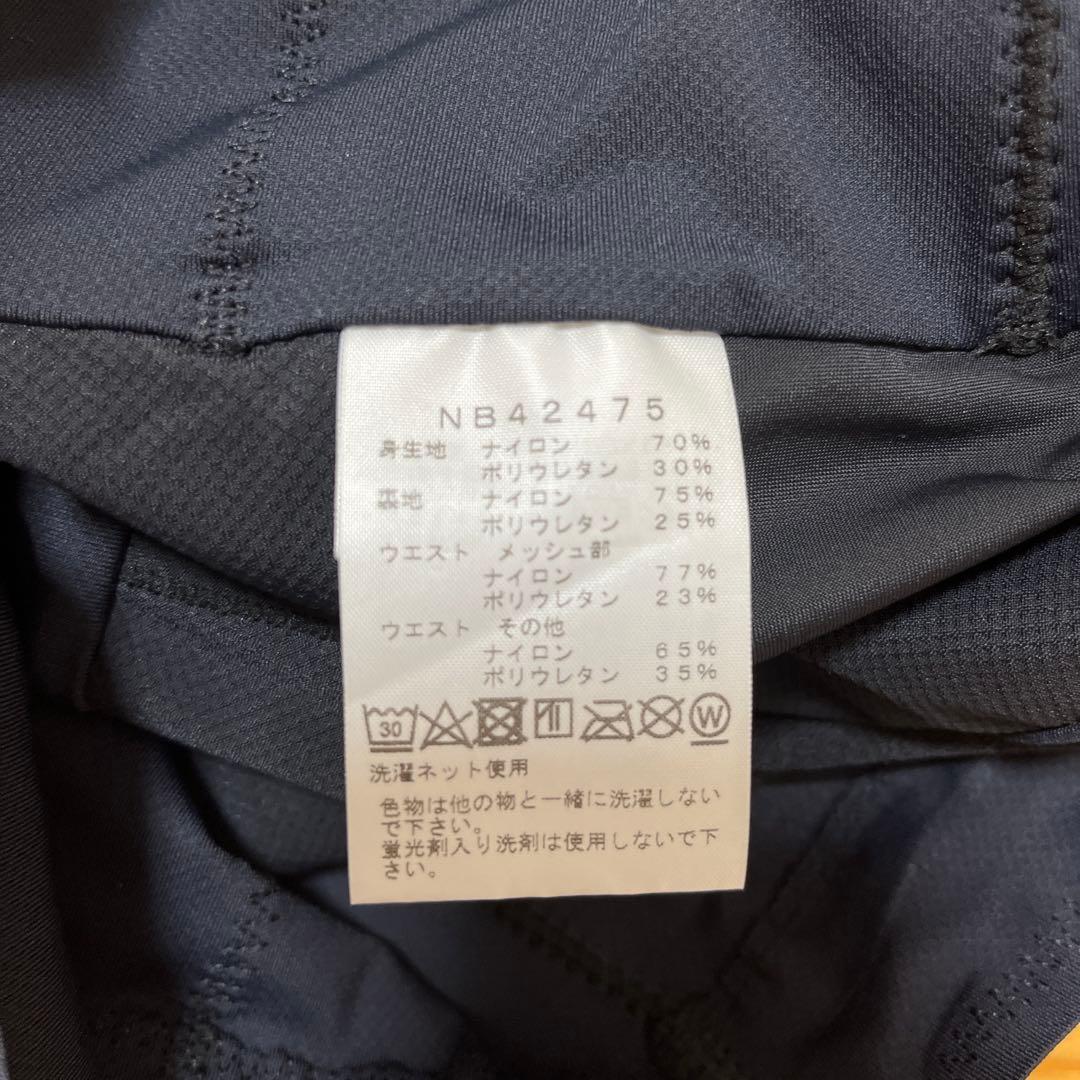 NB42475
身生地 ナイロン 70%
ポリウレタン 30%
裏地 ナイロン 75%
ポリウレタン 25%
ウエスト メッシュ部
ナイロン 77%
ポリウレタン 23%
ウエスト その他
ナイロン 65%
ポリウレタン 35%
30 W
洗濯ネット使用
色物は他の物と一緒に洗濯しない
で下さい。
蛍光剤入り洗剤は使用しないで下
さい。